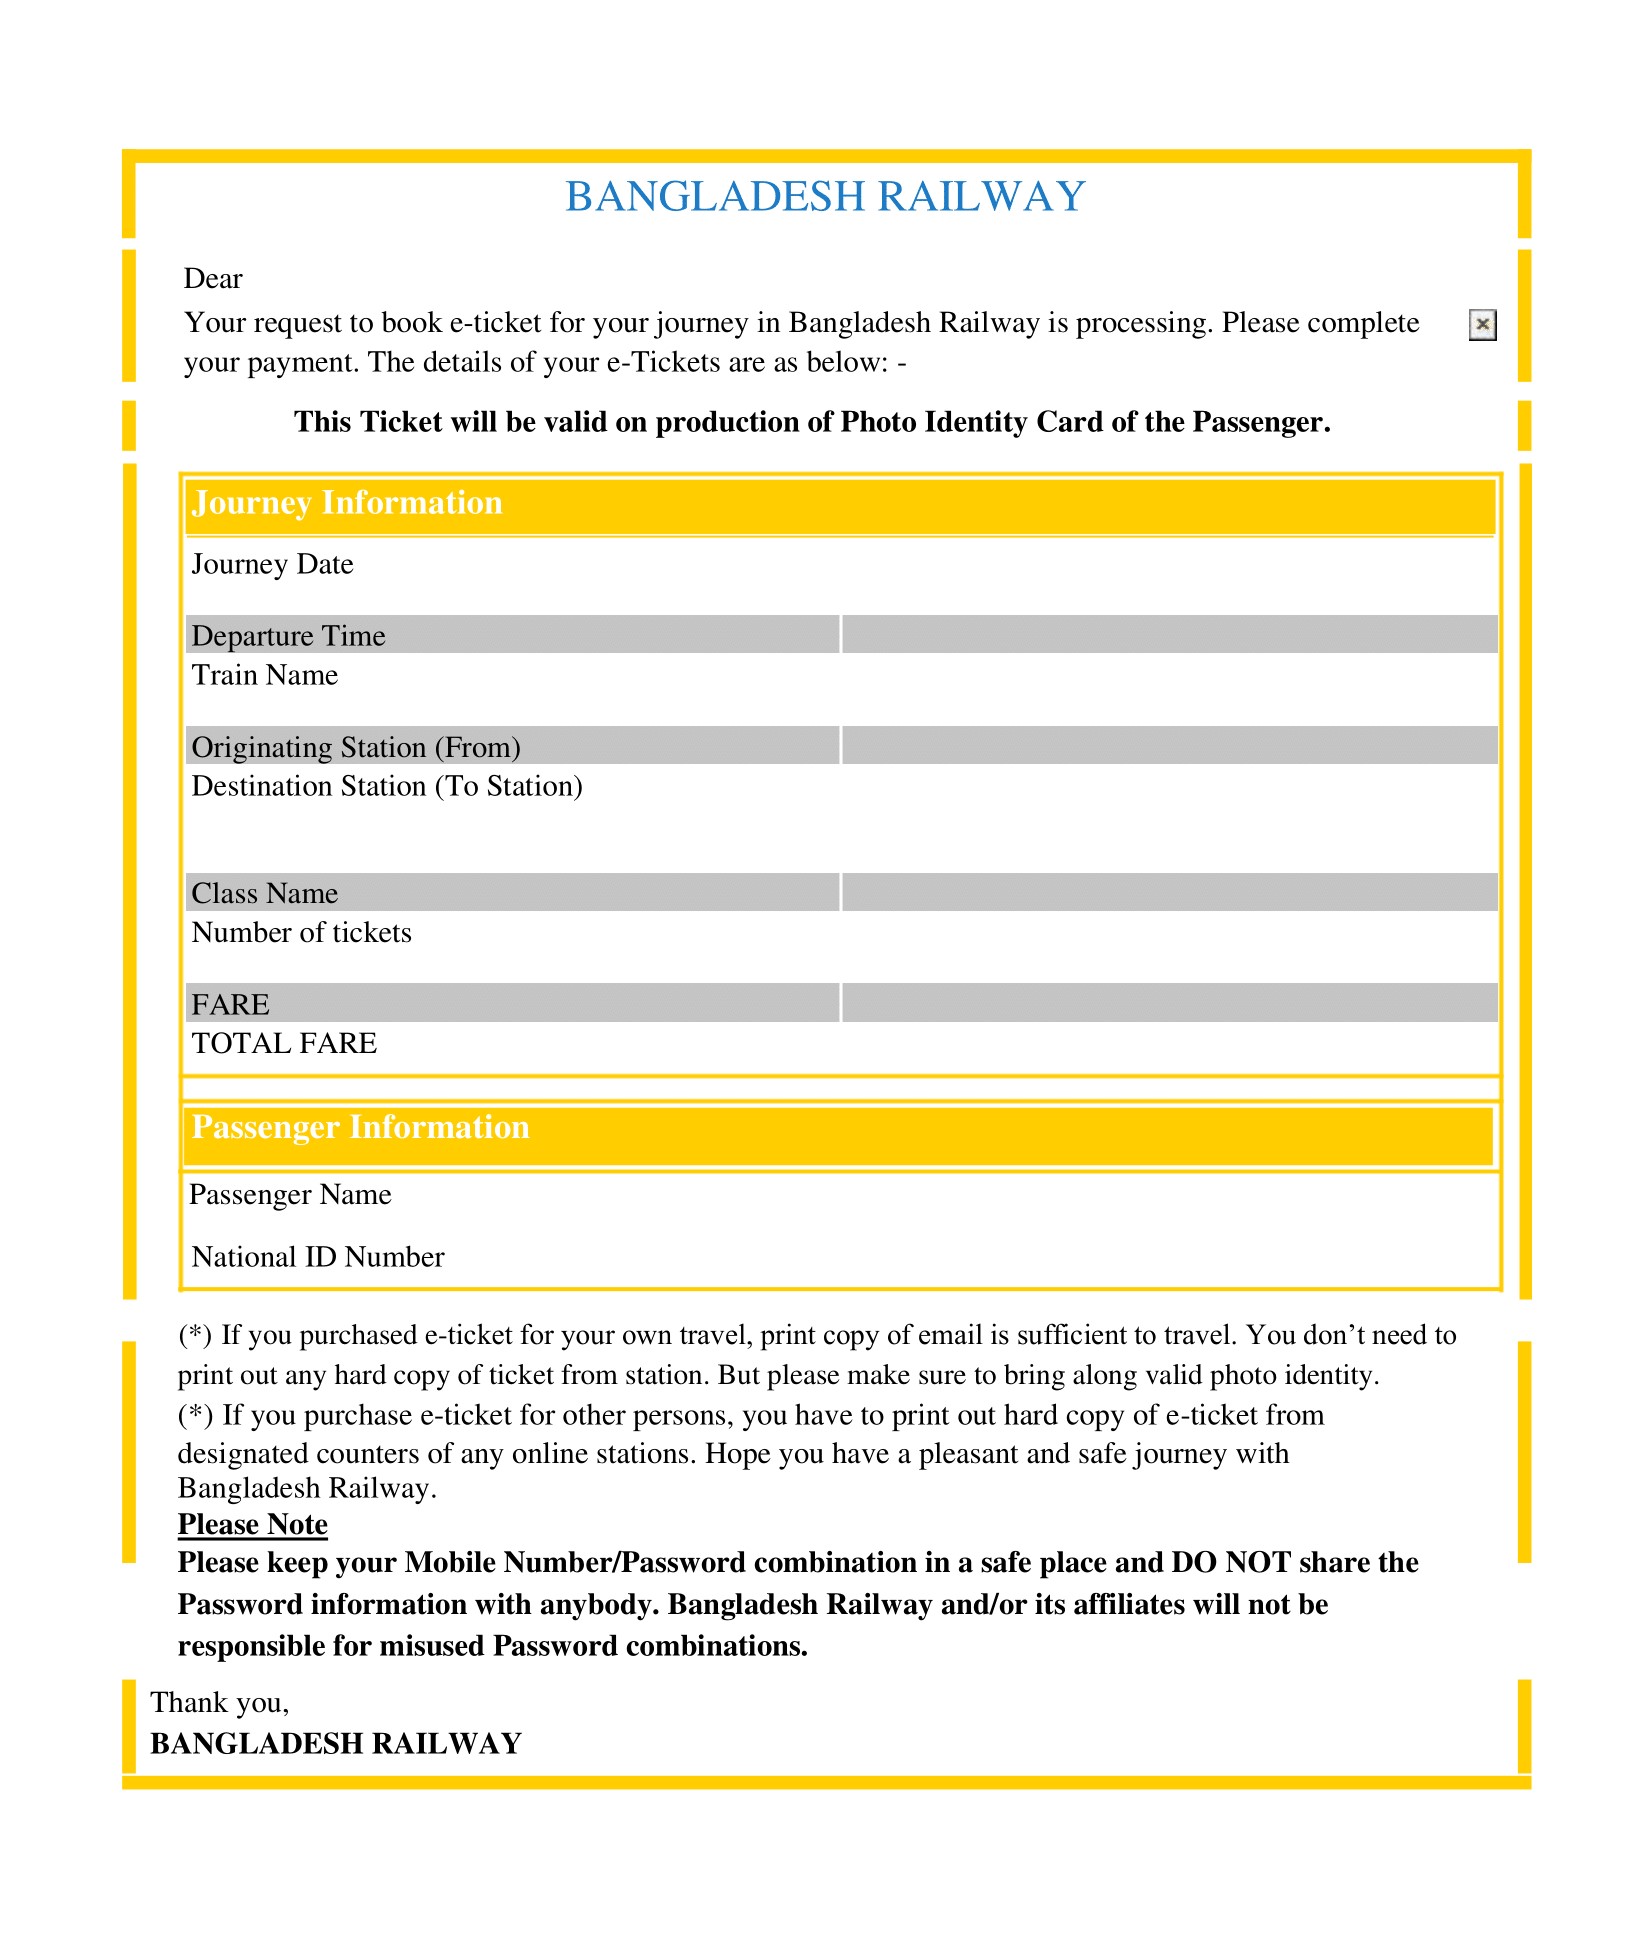 BANGLADESH RAILWAY
Dear
Your request to book e-ticket for your journey in Bangladesh Railway is processing. Please complete
your payment. The details of your e-Tickets are as below: -
This Ticket will be valid on production of Photo Identity Card of the Passenger.
Journey Information
Journey Date
Departure Time
Train Name
Originating Station (From)
Destination Station (To Station)
Class Name
Number of tickets
FARE
TOTAL FARE
Passenger Information
Passenger Name
National ID Number
(*) If you purchased e-ticket for your own travel, print copy of email is sufficient to travel. You don’t need to
print out any hard copy of ticket from station. But please make sure to bring along valid photo identity.
(*) If you purchase e-ticket for other persons, you have to print out hard copy of e-ticket from
designated counters of any online stations. Hope you have a pleasant and safe journey with
Bangladesh Railway.
Please Note
Please keep your Mobile Number/Password combination in a safe place and DO NOT share the
Password information with anybody. Bangladesh Railway and/or its affiliates will not be
responsible for misused Password combinations.
Thank you,
BANGLADESH RAILWAY